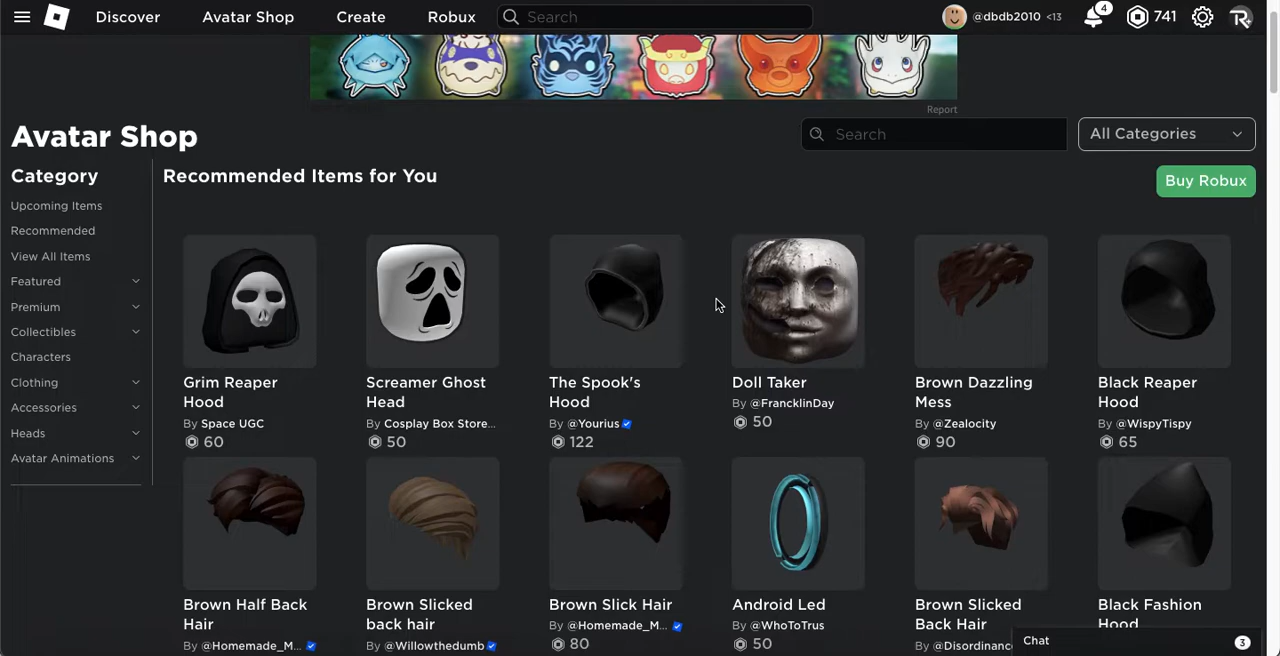 Discover
Avatar Shop
Create
Robux
Search
@dbdb2010 <13
4
741
Report
Avatar Shop
Search
All Categories
Category
Upcoming Items
Recommended
View All Items
Featured
Premium
Collectibles
Characters
Clothing
Accessories
Heads
Avatar Animations
Recommended Items for You
Buy Robux
Grim Reaper
Hood
By Space UGC
60
Screamer Ghost
Head
By Cosplay Box Store...
50
The Spook's
Hood
By @Yourius
122
Doll Taker
By @FrancklinDay
50
Brown Dazzling
Mess
By @Zealocity
90
Black Reaper
Hood
By @WispyTispy
65
Brown Half Back
Hair
By @Homemade_M...
Brown Slicked
back hair
By @Willowthedumb
Brown Slick Hair
By @Homemade_M...
80
Android Led
By @WhoToTrus
50
Brown Slicked
Back Hair
By @Disordinanc
Black Fashion
Hood
Chat
3